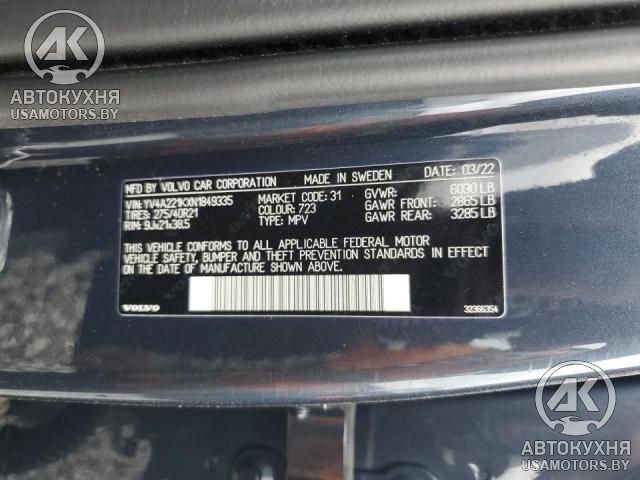 АК
АВТОКУХНЯ
USAMOTORS.BY
MFD BY VOLVO CAR CORPORATION MADE IN SWEDEN DATE: 03/22
VIN: YV4A221KXN1849335 MARKET CODE: 31 GVWR: 6030 LB
TIRES: 275/40R21 COLOUR: 723 GAWR FRONT: 2865 LB
RIM: 9Jx21x38.5 TYPE: MPV GAWR REAR: 3285 LB
THIS VEHICLE CONFORMS TO ALL APPLICABLE FEDERAL MOTOR
VEHICLE SAFETY, BUMPER AND THEFT PREVENTION STANDARDS IN EFFECT
ON THE DATE OF MANUFACTURE SHOWN ABOVE.
VOLVO 32396354
АК
АВТОКУХНЯ
USAMOTORS.BY